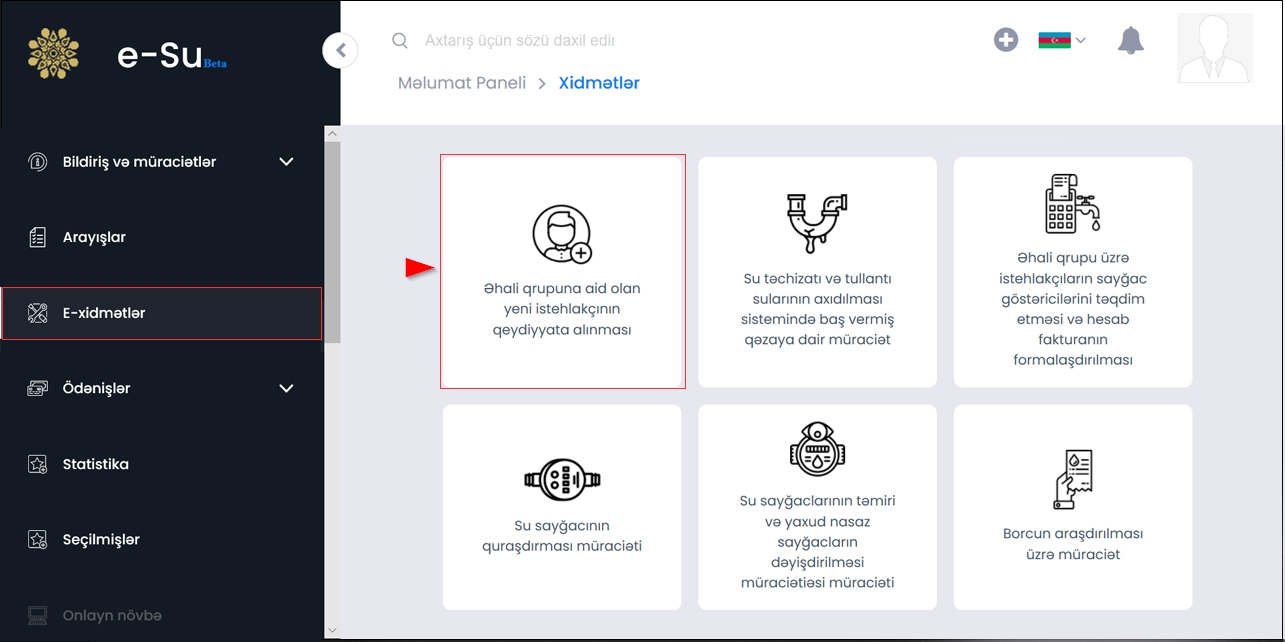 e-Su Beta
Axtarış üçün sözü daxil edin
Məlumat Paneli > Xidmətlər
Bildiriş və müraciətlər
Arayışlar
E-xidmətlər
Ödənişlər
Statistika
Seçilmişlər
Onlayn növbə
Əhali qrupuna aid olan
yeni istehlakçının
qeydiyyata alınması
Su təchizatı və tullantı
sularının axıdılması
sistemində baş vermiş
qəzaya dair müraciət
Əhali qrupu üzrə
istehlakçıların sayğac
göstəricilərini təqdim
etməsi və hesab
fakturanın
formalaşdırılması
Su sayğacının
quraşdırması müraciəti
Su sayğaclarının təmiri
və yaxud nasaz
sayğacların
dəyişdirilməsi
müraciətiəsi müraciəti
Borcun araşdırılması
üzrə müraciət